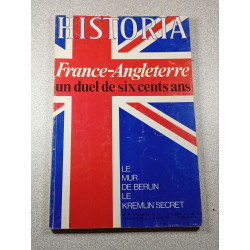 HISTORIA
France-Angleterre
un duel de six cents ans
LE
MUR
DE BERLIN
LE
KREMLIN SECRET